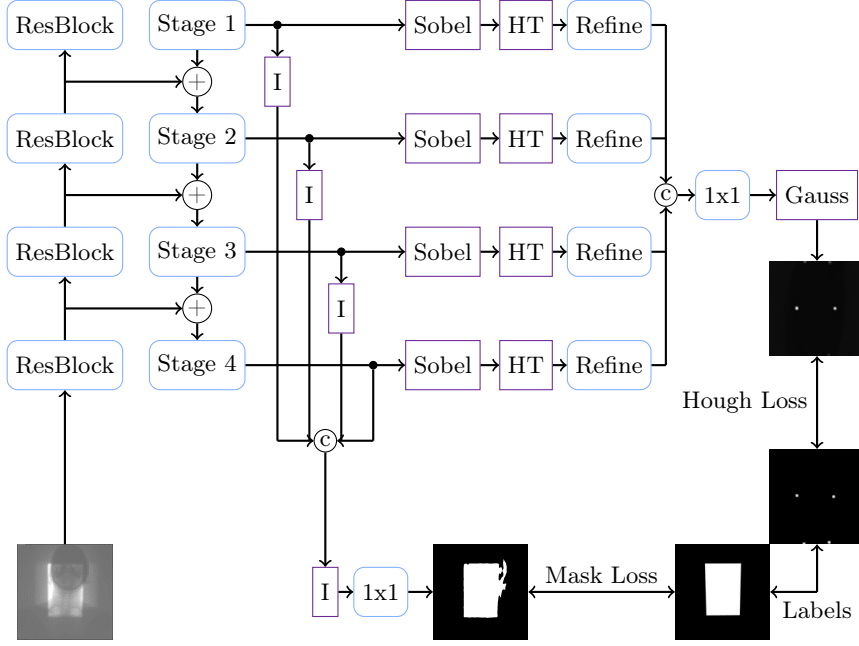 ResBlock Stage 1 Sobel HT Refine
+ I
ResBlock Stage 2 Sobel HT Refine
+ I c 1x1 Gauss
ResBlock Stage 3 Sobel HT Refine
+ I
ResBlock Stage 4 Sobel HT Refine
Hough Loss
c
I 1x1 Mask Loss
Labels